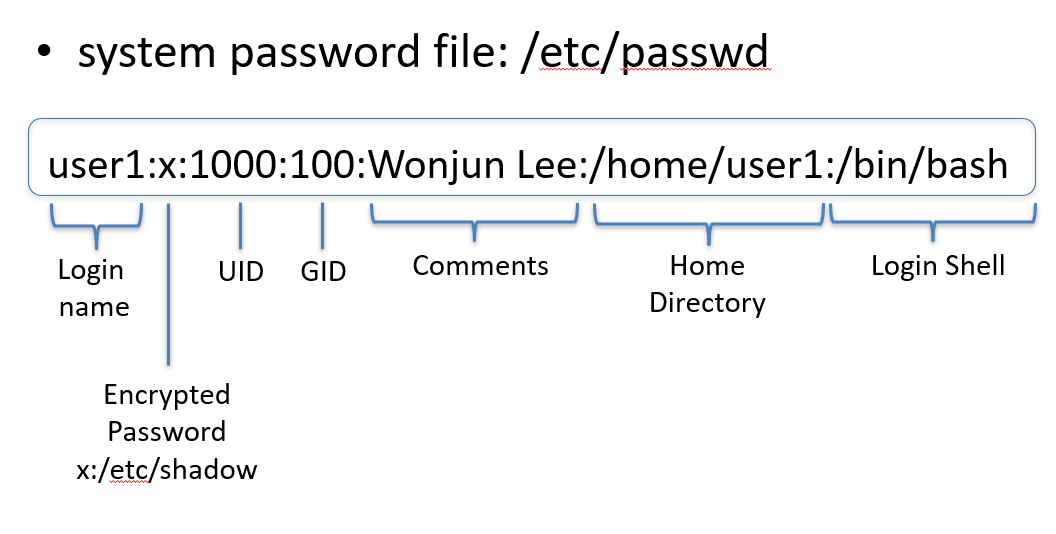 • system password file: /etc/passwd
user1:x:1000:100:Wonjun Lee:/home/user1:/bin/bash
Login
name
UID
GID
Comments
Home
Directory
Login Shell
Encrypted
Password
x:/etc/shadow